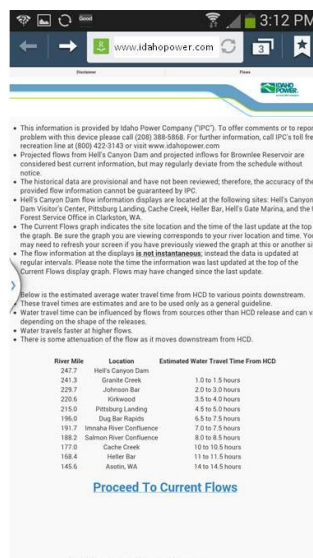 Good
3:12 PM
www.idahopower.com
3
Disclaimer Flows
IDAHO
POWER
This information is provided by Idaho Power Company ("IPC"). To offer comments or to repor
problem with this device please call (208) 388-5868. For further information, call IPC's toll fre
recreation line at (800) 422-3143 or visit www.idahopower.com
Projected flows from Hell's Canyon Dam and projected inflows for Brownlee Reservoir are
considered best current information, but may regularly deviate from the schedule without
notice.
The historical data are provisional and have not been reviewed; therefore, the accuracy of the
provided flow information cannot be guaranteed by IPC.
Hell's Canyon Dam flow information displays are located at the following sites: Hell's Canyon
Dam Visitor's Center, Pittsburg Landing, Cache Creek, Heller Bar, Hell's Gate Marina, and the
Forest Service Office in Clarkston, WA.
The Current Flows graph indicates the site location and the time of the last update at the top
the graph. Be sure the graph you are viewing corresponds to your river location and time. You
may need to refresh your screen if you have previously viewed the graph at this or another si
The flow information at the displays is not instantaneous; instead the data is updated at
regular intervals. Please note the time the information was last updated at the top of the
Current Flows display graph. Flows may have changed since the last update.
Below is the estimated average water travel time from HCD to various points downstream.
These travel times are estimates and are to be used only as a general guideline.
Water travel time can be influenced by flows from sources other than HCD release and can va
depending on the shape of the releases.
Water travels faster at higher flows.
There is some attenuation of the flow as it moves downstream from HCD.
River Mile Location Estimated Water Travel Time From HCD
247.7 Hell's Canyon Dam
241.3 Granite Creek 1.0 to 1.5 hours
229.7 Johnson Bar 2.0 to 3.0 hours
220.6 Kirkwood 3.5 to 4.0 hours
215.0 Pittsburg Landing 4.5 to 5.0 hours
196.0 Dug Bar Rapids 6.5 to 7.5 hours
191.7 Imnaha River Confluence 7.0 to 7.5 hours
188.2 Salmon River Confluence 8.0 to 8.5 hours
177.0 Cache Creek 10 to 10.5 hours
168.4 Heller Bar 11 to 11.5 hours
145.6 Asotin, WA 14 to 14.5 hours
Proceed To Current Flows